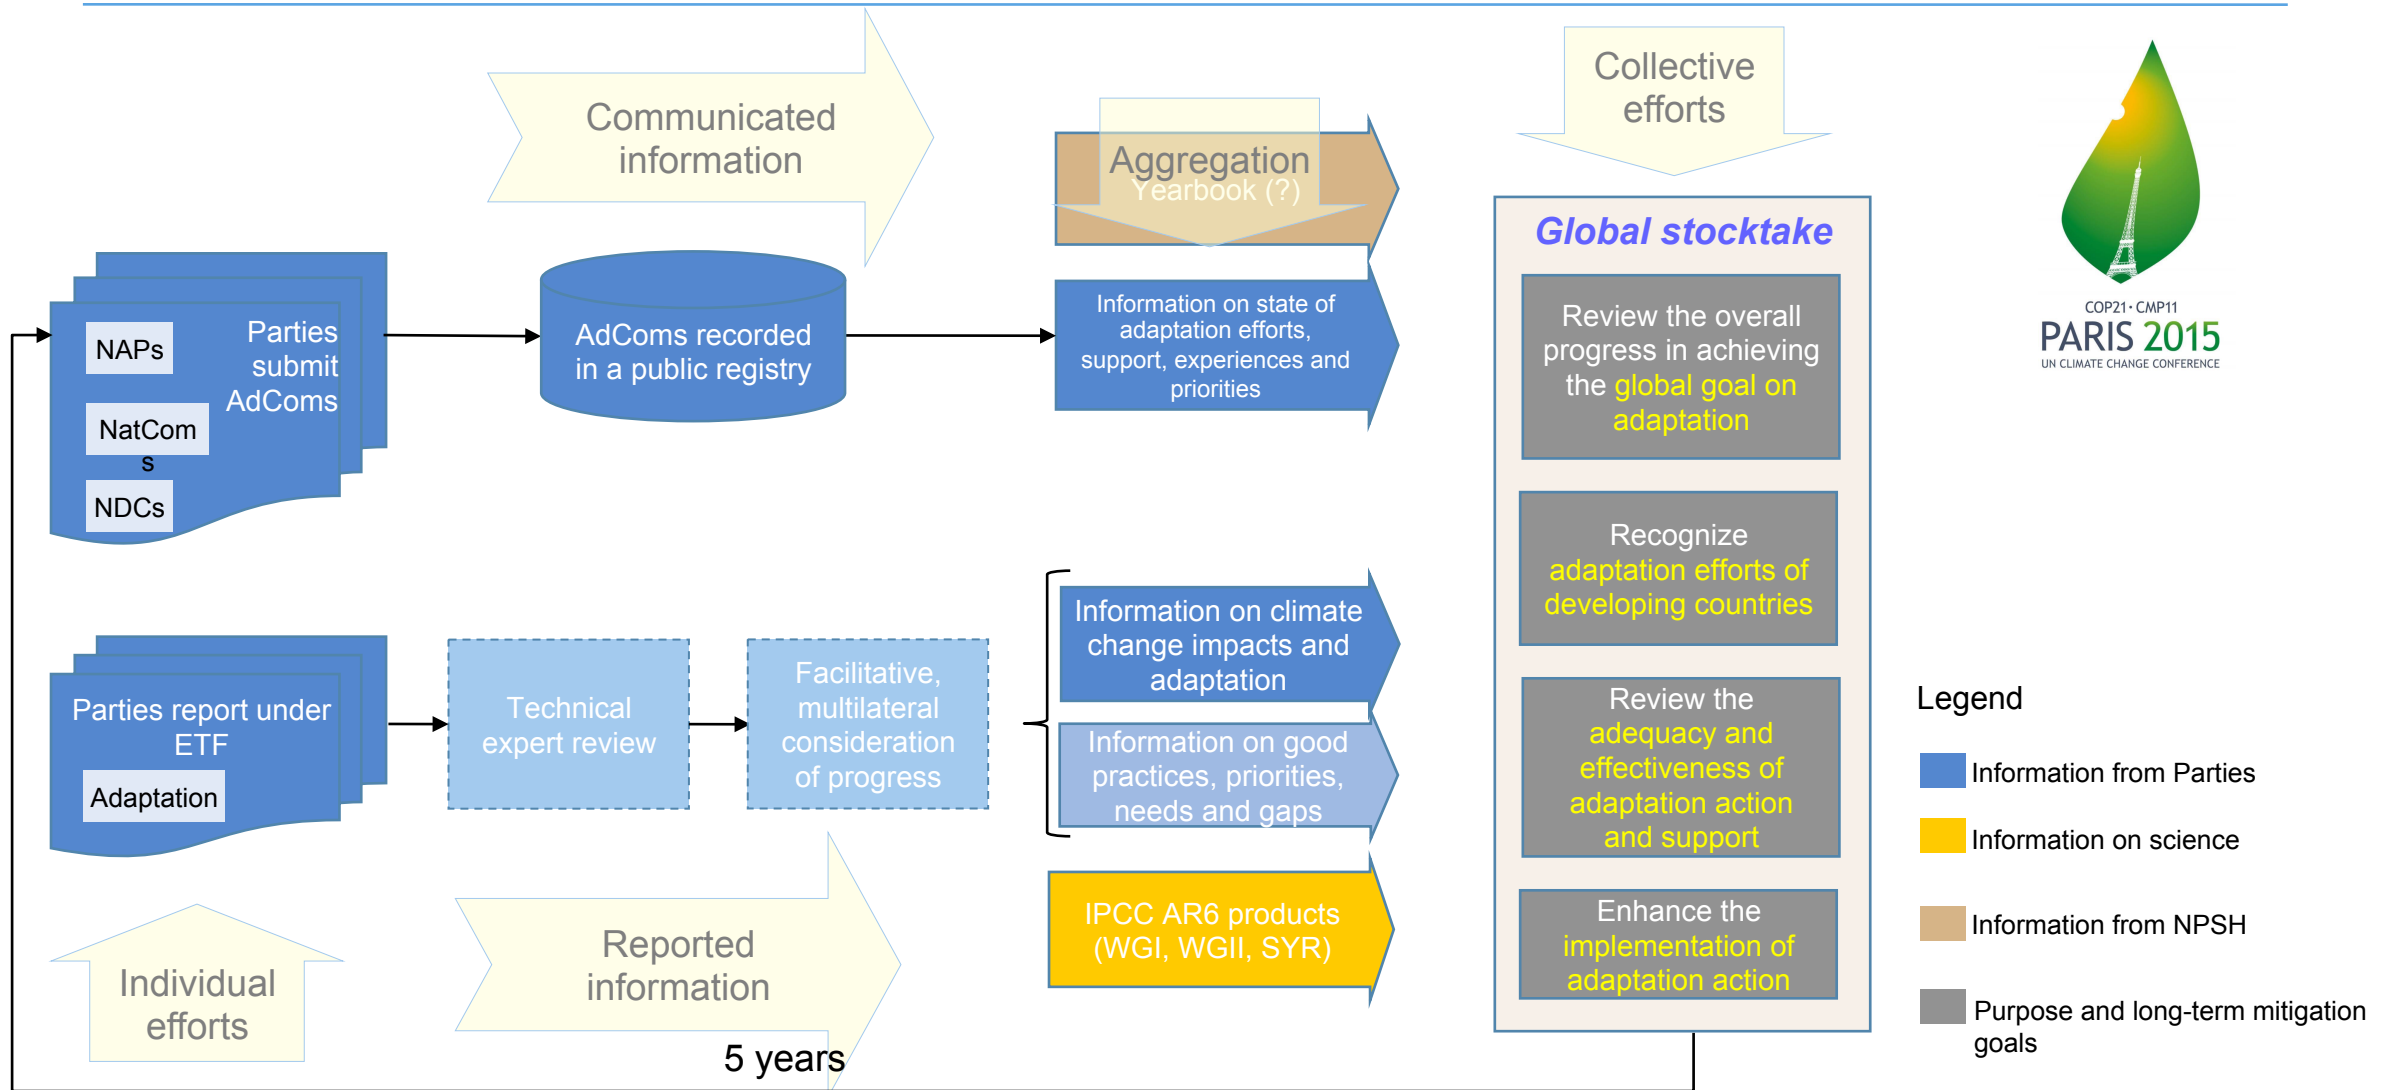 Communicated
information
Collective
efforts
Aggregation
Yearbook (?)
Global stocktake
COP21·CMP11
PARIS 2015
UN CLIMATE CHANGE CONFERENCE
NAPs
NatCom
s
NDCs
Parties
submit
AdComs
AdComs recorded
in a public registry
Information on state of
adaptation efforts,
support, experiences and
priorities
Review the overall
progress in achieving
the global goal on
adaptation
Recognize
adaptation efforts of
developing countries
Parties report under
ETF
Adaptation
Technical
expert review
Facilitative,
multilateral
consideration
of progress
Information on climate
change impacts and
adaptation
Information on good
practices, priorities,
needs and gaps
Review the
adequacy and
effectiveness of
adaptation action
and support
IPCC AR6 products
(WGI, WGII, SYR)
Enhance the
implementation of
adaptation action
Individual
efforts
Reported
information
5 years
Legend
Information from Parties
Information on science
Information from NPSH
Purpose and long-term mitigation
goals